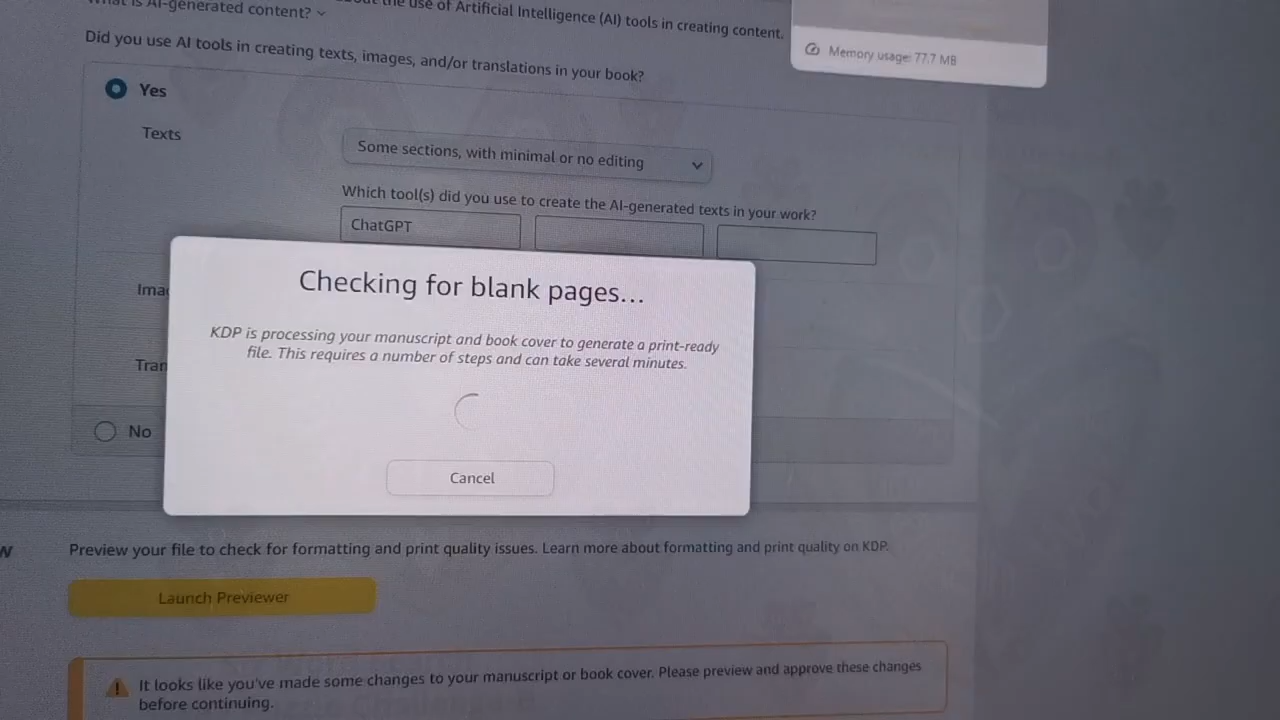 is AI-generated content?
the use of Artificial Intelligence (AI) tools in creating content.
Memory usage: 77.7 MB
Did you use AI tools in creating texts, images, and/or translations in your book?
Yes
Texts
Some sections, with minimal or no editing
Which tool(s) did you use to create the AI-generated texts in your work?
ChatGPT
Checking for blank pages...
KDP is processing your manuscript and book cover to generate a print-ready
file. This requires a number of steps and can take several minutes.
Cancel
Ima
Tran
No
Preview your file to check for formatting and print quality issues. Learn more about formatting and print quality on KDP.
Launch Previewer
It looks like you've made some changes to your manuscript or book cover. Please preview and approve these changes
before continuing.